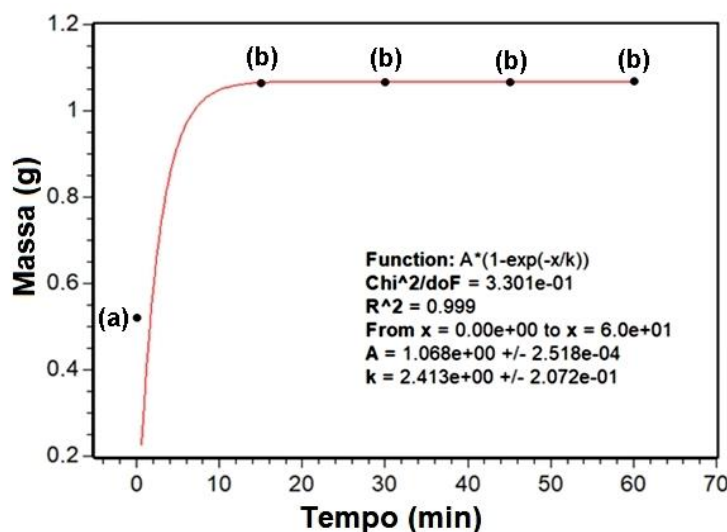 1.2
1
0.8
0.6
0.4
0.2
Massa (g)
(a)
(b)
(b)
(b)
(b)
Function: A*(1-exp(-x/k))
Chi^2/doF = 3.301e-01
R^2 = 0.999
From x = 0.00e+00 to x = 6.0e+01
A = 1.068e+00 +/- 2.518e-04
k = 2.413e+00 +/- 2.072e-01
0 10 20 30 40 50 60 70
Tempo (min)